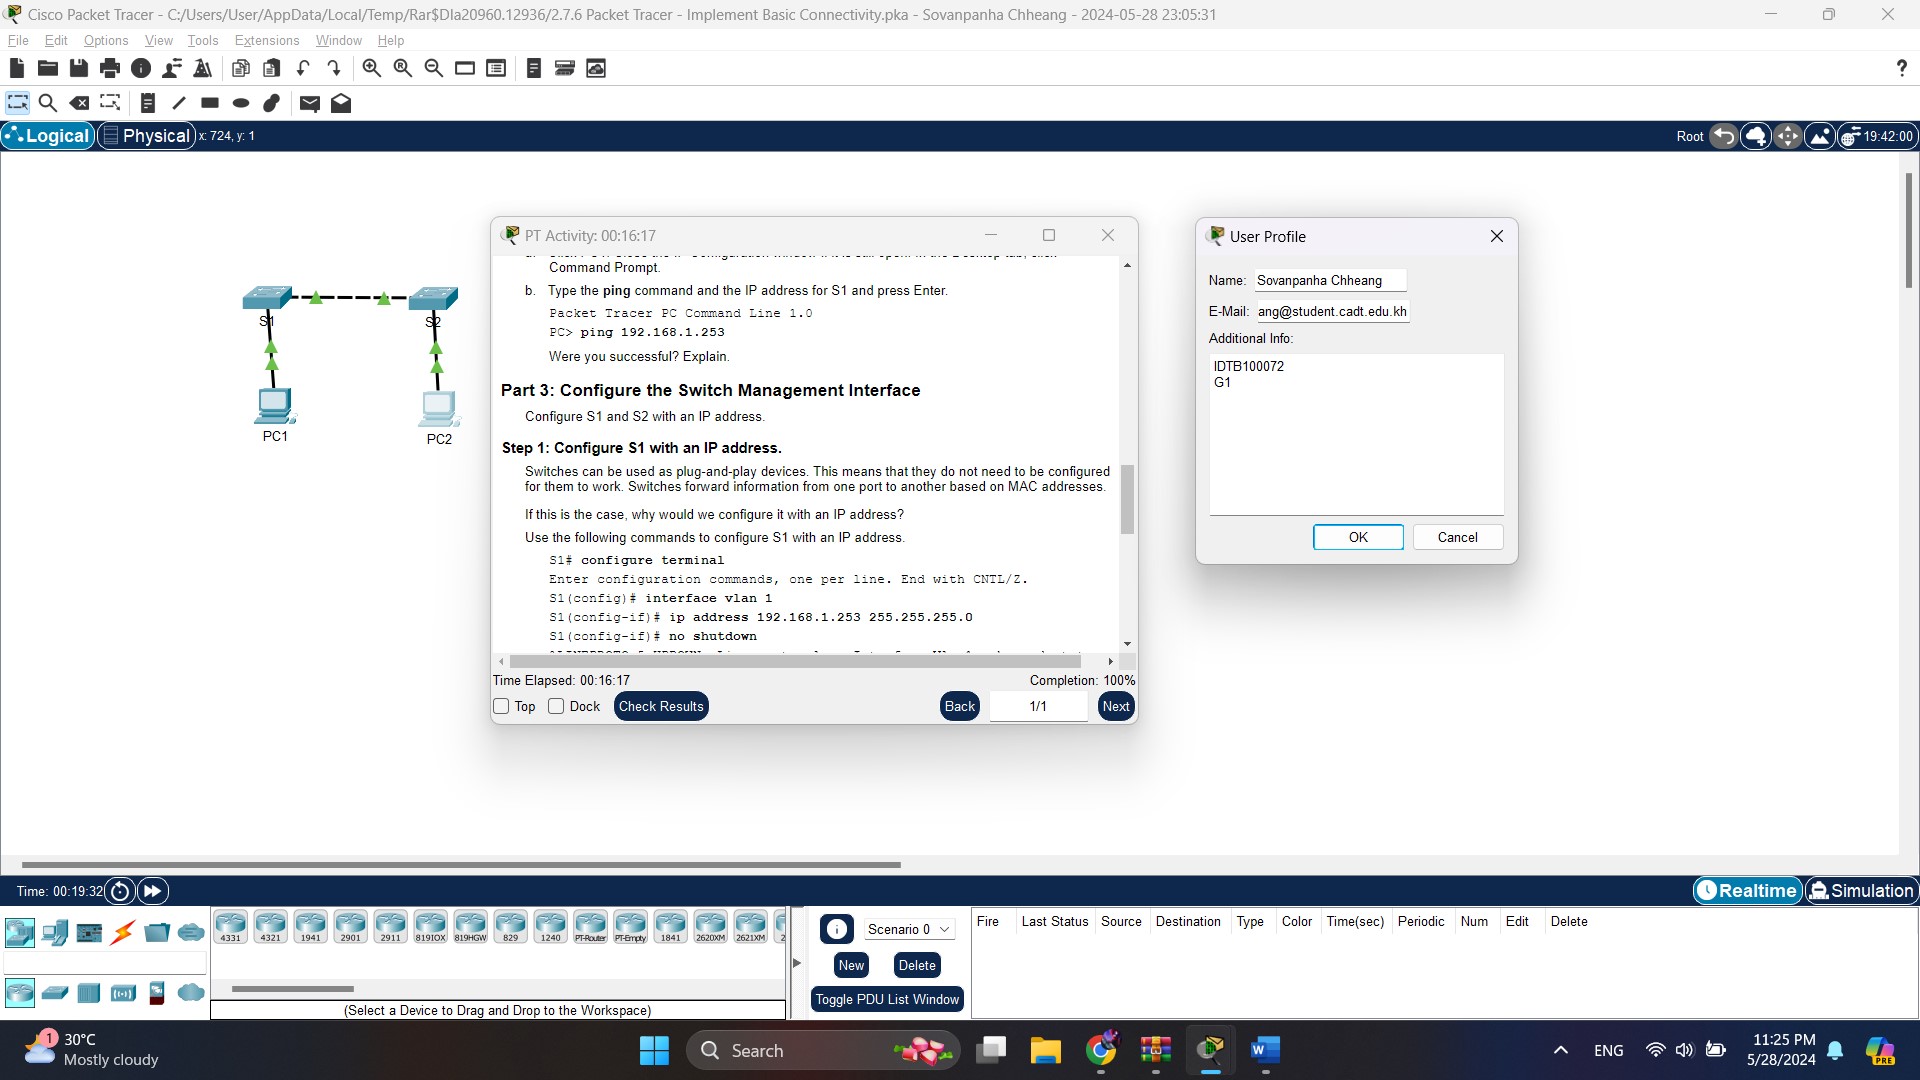 Cisco Packet Tracer - C:/Users/User/AppData/Local/Temp/Rar$DIa20960.12936/2.7.6 Packet Tracer - Implement Basic Connectivity.pka - Sovanpanha Chheang - 2024-05-28 23:05:31
File Edit Options View Tools Extensions Window Help
Logical Physical x: 724, y: 1
Root 19:42:00
S1 S2
PC1 PC2
PT Activity: 00:16:17
Command Prompt.
b. Type the ping command and the IP address for S1 and press Enter.
Packet Tracer PC Command Line 1.0
PC> ping 192.168.1.253
Were you successful? Explain.
Part 3: Configure the Switch Management Interface
Configure S1 and S2 with an IP address.
Step 1: Configure S1 with an IP address.
Switches can be used as plug-and-play devices. This means that they do not need to be configured
for them to work. Switches forward information from one port to another based on MAC addresses.
If this is the case, why would we configure it with an IP address?
Use the following commands to configure S1 with an IP address.
S1# configure terminal
Enter configuration commands, one per line. End with CNTL/Z.
S1(config)# interface vlan 1
S1(config-if)# ip address 192.168.1.253 255.255.255.0
S1(config-if)# no shutdown
Time Elapsed: 00:16:17 Completion: 100%
Top Dock Check Results Back 1/1 Next
User Profile
Name: Sovanpanha Chheang
E-Mail: ang@student.cadt.edu.kh
Additional Info:
IDTB100072
G1
OK Cancel
Time: 00:19:32
Realtime Simulation
4331 4321 1941 2901 2911 819IOX 819HGW 829 1240 PT-Router PT-Empty 1841 2620XM 2621XM 2
(Select a Device to Drag and Drop to the Workspace)
Scenario 0
New Delete
Toggle PDU List Window
Fire Last Status Source Destination Type Color Time(sec) Periodic Num Edit Delete
1
30°C
Mostly cloudy
Search
ENG
11:25 PM
5/28/2024
PRE